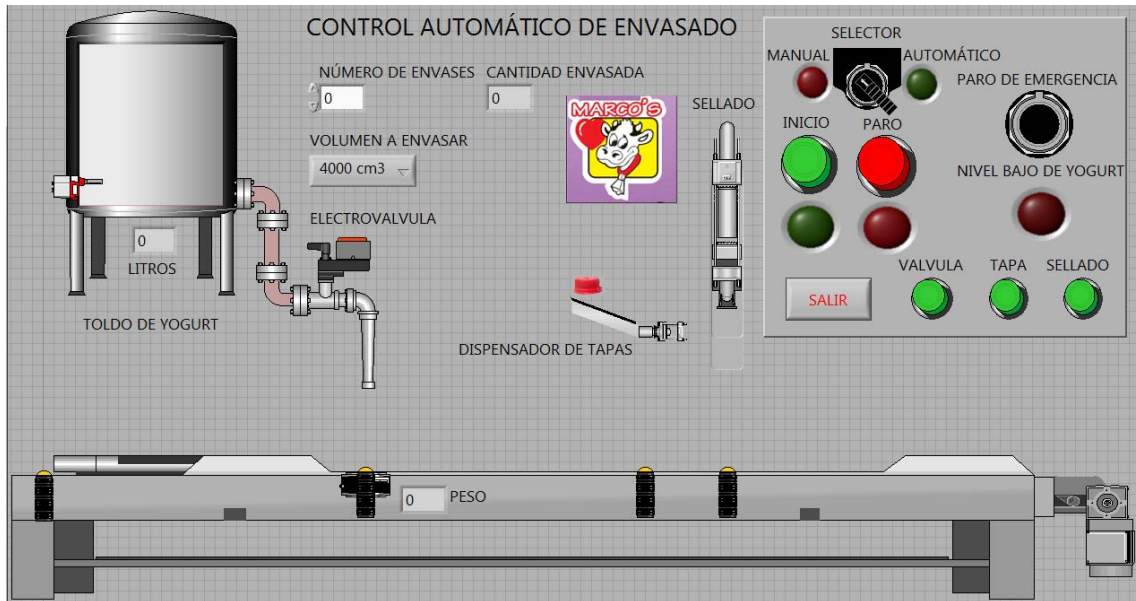 CONTROL AUTOMÁTICO DE ENVASADO
NÚMERO DE ENVASES
0
CANTIDAD ENVASADA
0
VOLUMEN A ENVASAR
4000 cm3
ELECTROVALVULA
0
LITROS
TOLDO DE YOGURT
MARCO'S
DISPENSADOR DE TAPAS
SELLADO
SELECTOR
MANUAL
AUTOMÁTICO
PARO DE EMERGENCIA
INICIO
PARO
NIVEL BAJO DE YOGURT
VALVULA
TAPA
SELLADO
SALIR
0
PESO